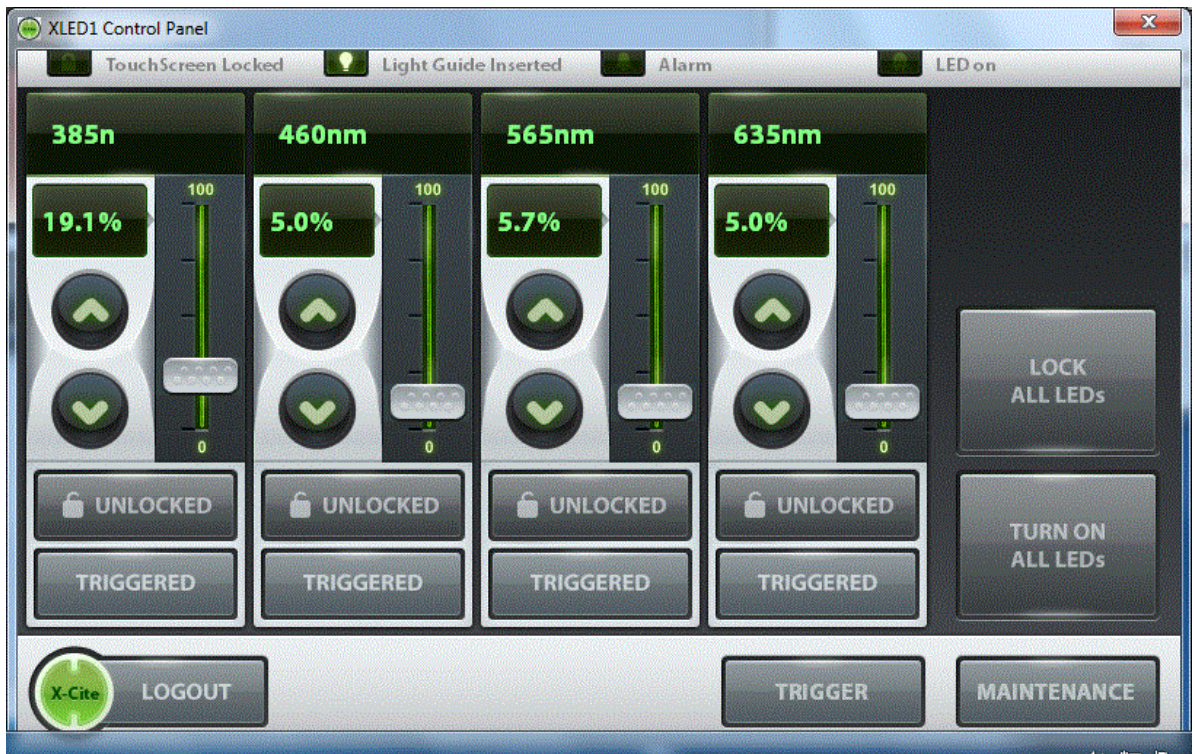 XLED1 Control Panel
TouchScreen Locked Light Guide Inserted Alarm LED on
385n 460nm 565nm 635nm
100 100 100 100
19.1% 5.0% 5.7% 5.0%
0 0 0 0
LOCK
ALL LEDs
UNLOCKED UNLOCKED UNLOCKED UNLOCKED
TURN ON
ALL LEDs
TRIGGERED TRIGGERED TRIGGERED TRIGGERED
X-Cite LOGOUT TRIGGER MAINTENANCE